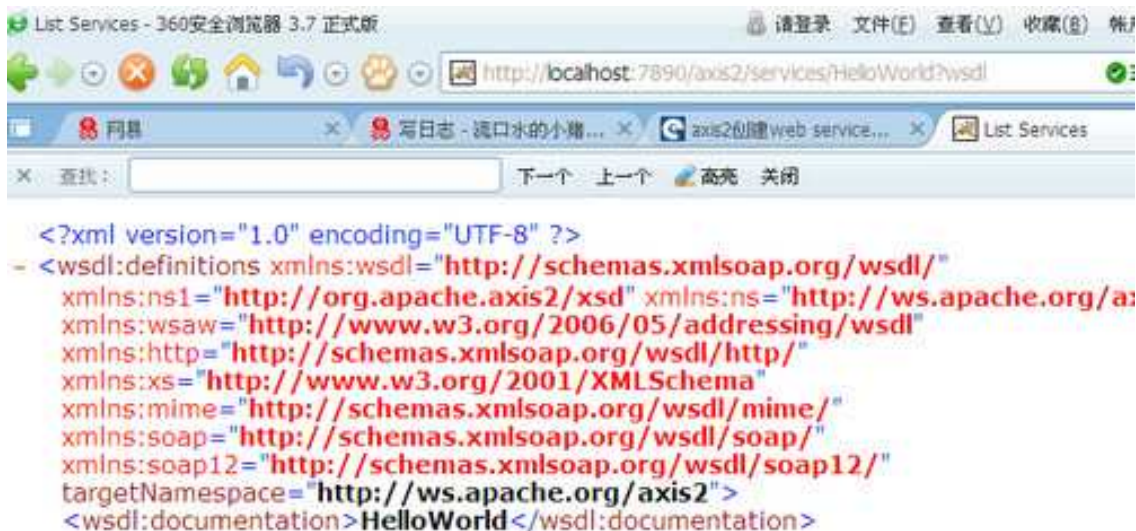 List Services - 360安全浏览器 3.7 正式版 请登录 文件(F) 查看(V) 收藏(B)
http://localhost:7890/axis2/services/HelloWorld?wsdl
网易 写日志 - 流口水的小猪... axis2创建web service... List Services
查找: 下一个 上一个 高亮 关闭
<?xml version="1.0" encoding="UTF-8" ?>
- <wsdl:definitions xmlns:wsdl="http://schemas.xmlsoap.org/wsdl/"
xmlns:ns1="http://org.apache.axis2/xsd" xmlns:ns="http://ws.apache.org/ax
xmlns:wsaw="http://www.w3.org/2006/05/addressing/wsdl"
xmlns:http="http://schemas.xmlsoap.org/wsdl/http/"
xmlns:xs="http://www.w3.org/2001/XMLSchema"
xmlns:mime="http://schemas.xmlsoap.org/wsdl/mime/"
xmlns:soap="http://schemas.xmlsoap.org/wsdl/soap/"
xmlns:soap12="http://schemas.xmlsoap.org/wsdl/soap12/"
targetNamespace="http://ws.apache.org/axis2">
<wsdl:documentation>HelloWorld</wsdl:documentation>